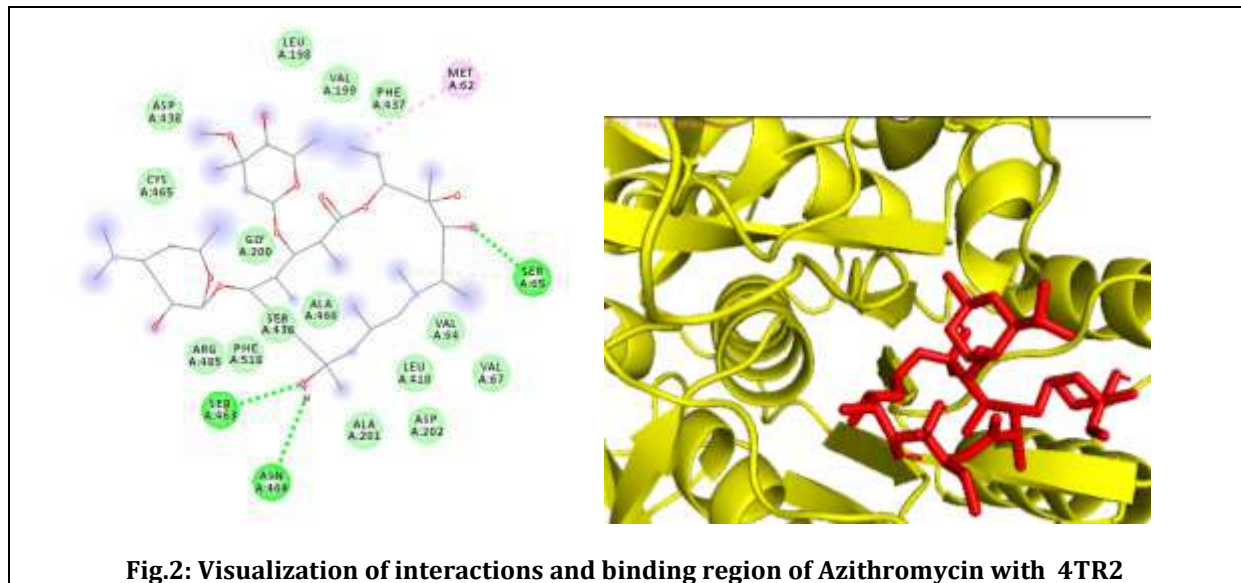 LEU
A:198
VAL
A:199
PHE
A:437
MET
A:62
ASP
A:438
CYS
A:465
GLY
A:200
SER
A:65
ALA
A:466
SER
A:436
VAL
A:64
ARG
A:485
PHE
A:518
LEU
A:418
VAL
A:67
SER
A:463
ALA
A:201
ASP
A:202
ASN
A:464
H
Fig.2: Visualization of interactions and binding region of Azithromycin with 4TR2